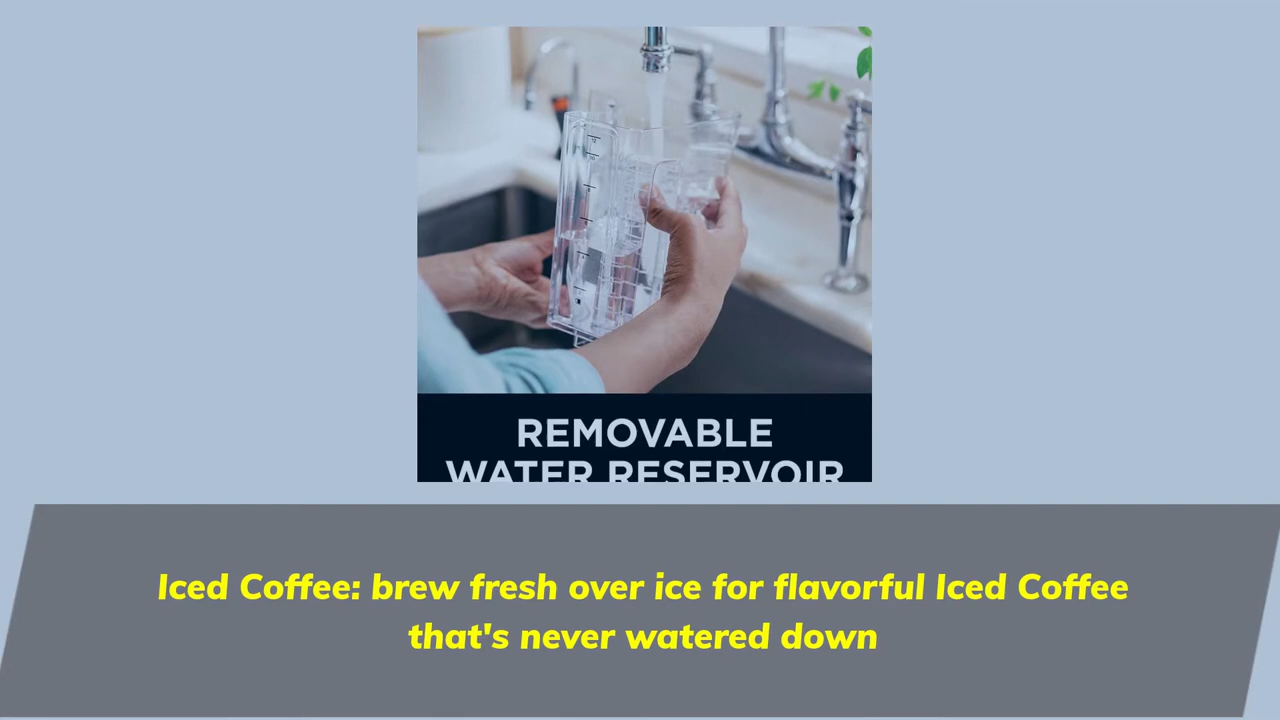 REMOVABLE
WATER RESERVOIR
Iced Coffee: brew fresh over ice for flavorful Iced Coffee
that's never watered down